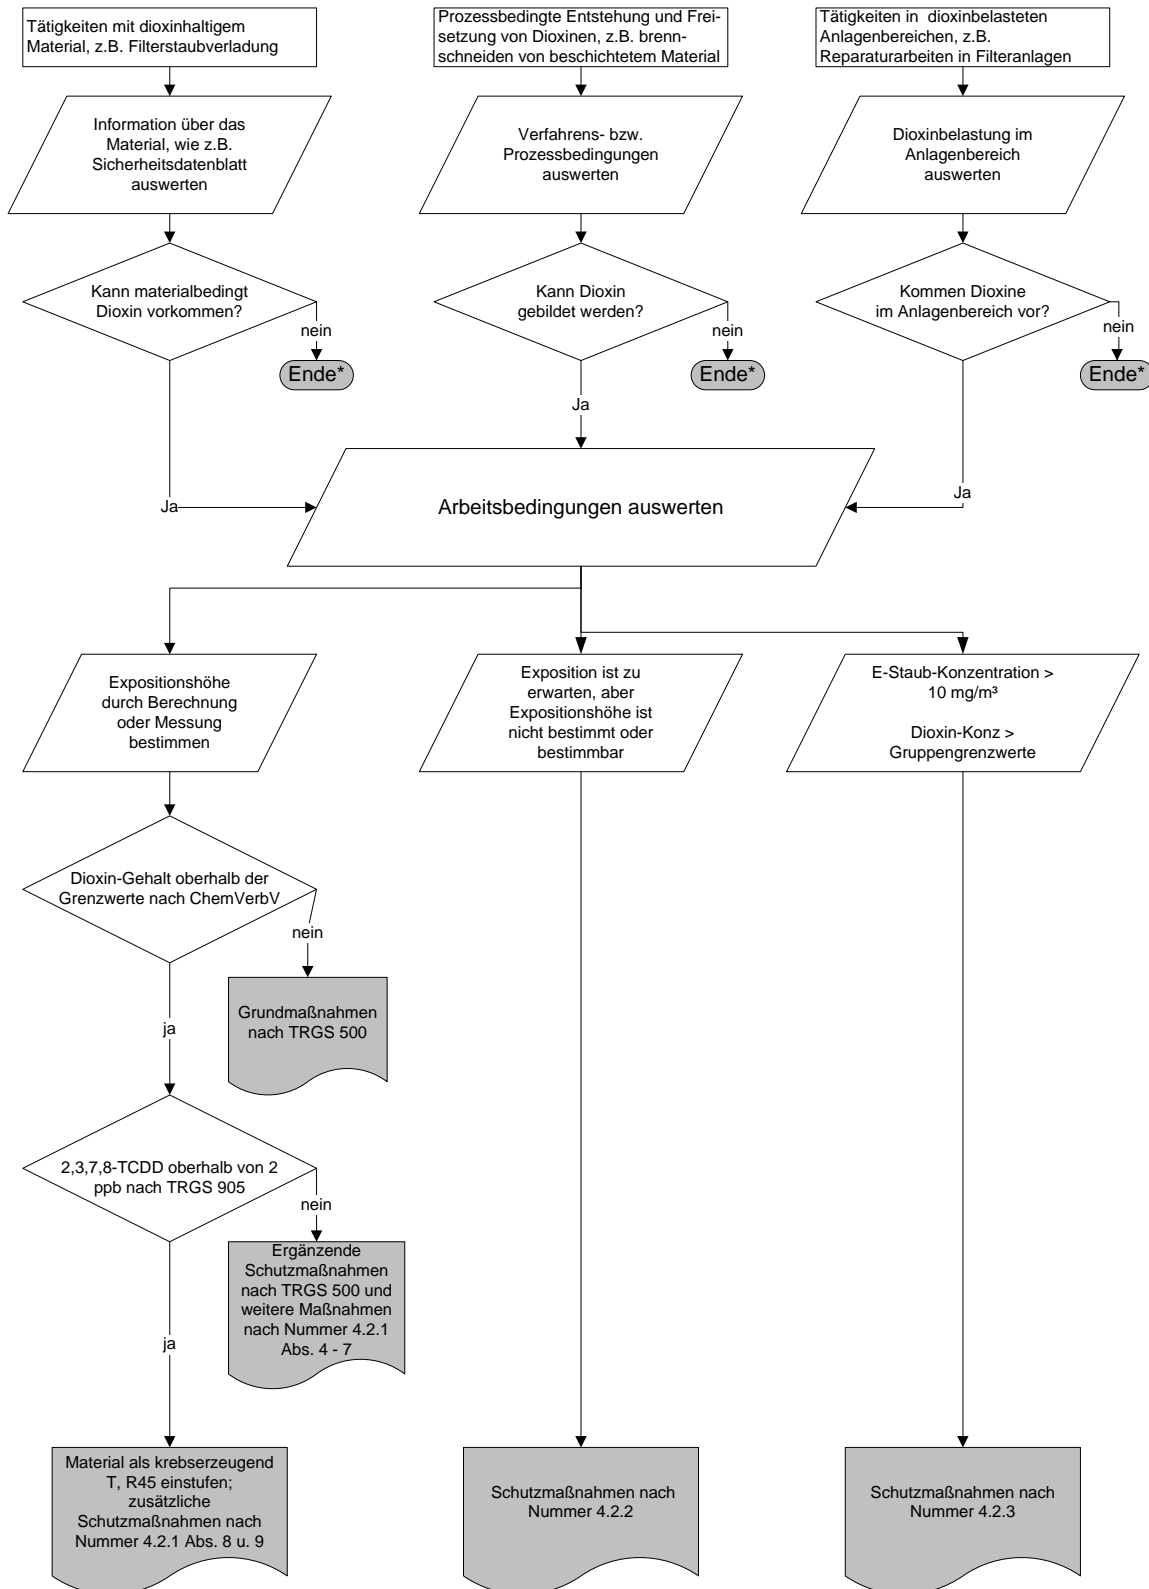 Tätigkeiten mit dioxinhaltigem
Material, z.B. Filterstaubverladung
Prozessbedingte Entstehung und Frei-
setzung von Dioxinen, z.B. brenn-
schneiden von beschichtetem Material
Tätigkeiten in dioxinbelasteten
Anlagenbereichen, z.B.
Reparaturarbeiten in Filteranlagen
Information über das
Material, wie z.B.
Sicherheitsdatenblatt
auswerten
Verfahrens- bzw.
Prozessbedingungen
auswerten
Dioxinbelastung im
Anlagenbereich
auswerten
Kann materialbedingt
Dioxin vorkommen?
nein
Ende*
Kann Dioxin
gebildet werden?
nein
Ende*
Kommen Dioxine
im Anlagenbereich vor?
nein
Ende*
Ja
Ja
Ja
Arbeitsbedingungen auswerten
Expositionshöhe
durch Berechnung
oder Messung
bestimmen
Exposition ist zu
erwarten, aber
Expositionshöhe ist
nicht bestimmt oder
bestimmbar
E-Staub-Konzentration >
10 mg/m³
Dioxin-Konz >
Gruppengrenzwerte
Dioxin-Gehalt oberhalb der
Grenzwerte nach ChemVerbV
nein
Grundmaßnahmen
nach TRGS 500
ja
2,3,7,8-TCDD oberhalb von 2
ppb nach TRGS 905
nein
Ergänzende
Schutzmaßnahmen
nach TRGS 500 und
weitere Maßnahmen
nach Nummer 4.2.1
Abs. 4 - 7
ja
Material als krebserzeugend
T, R45 einstufen;
zusätzliche
Schutzmaßnahmen nach
Nummer 4.2.1 Abs. 8 u. 9
Schutzmaßnahmen nach
Nummer 4.2.2
Schutzmaßnahmen nach
Nummer 4.2.3